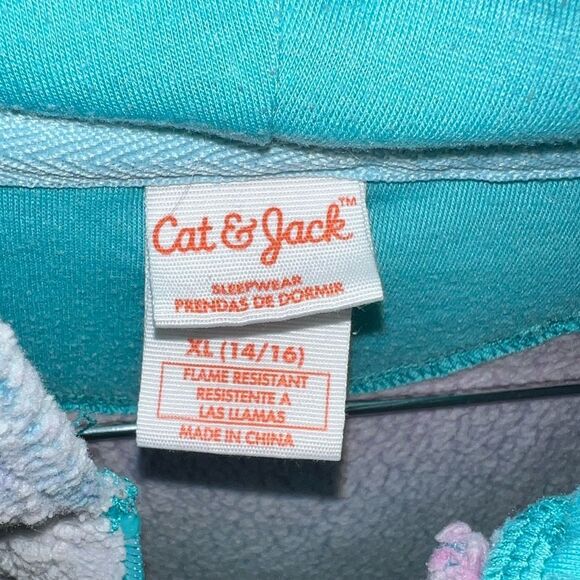 Cat & Jack™
SLEEPWEAR
PRENDAS DE DORMIR
XL (14/16)
FLAME RESISTANT
RESISTENTE A
LAS LLAMAS
MADE IN CHINA